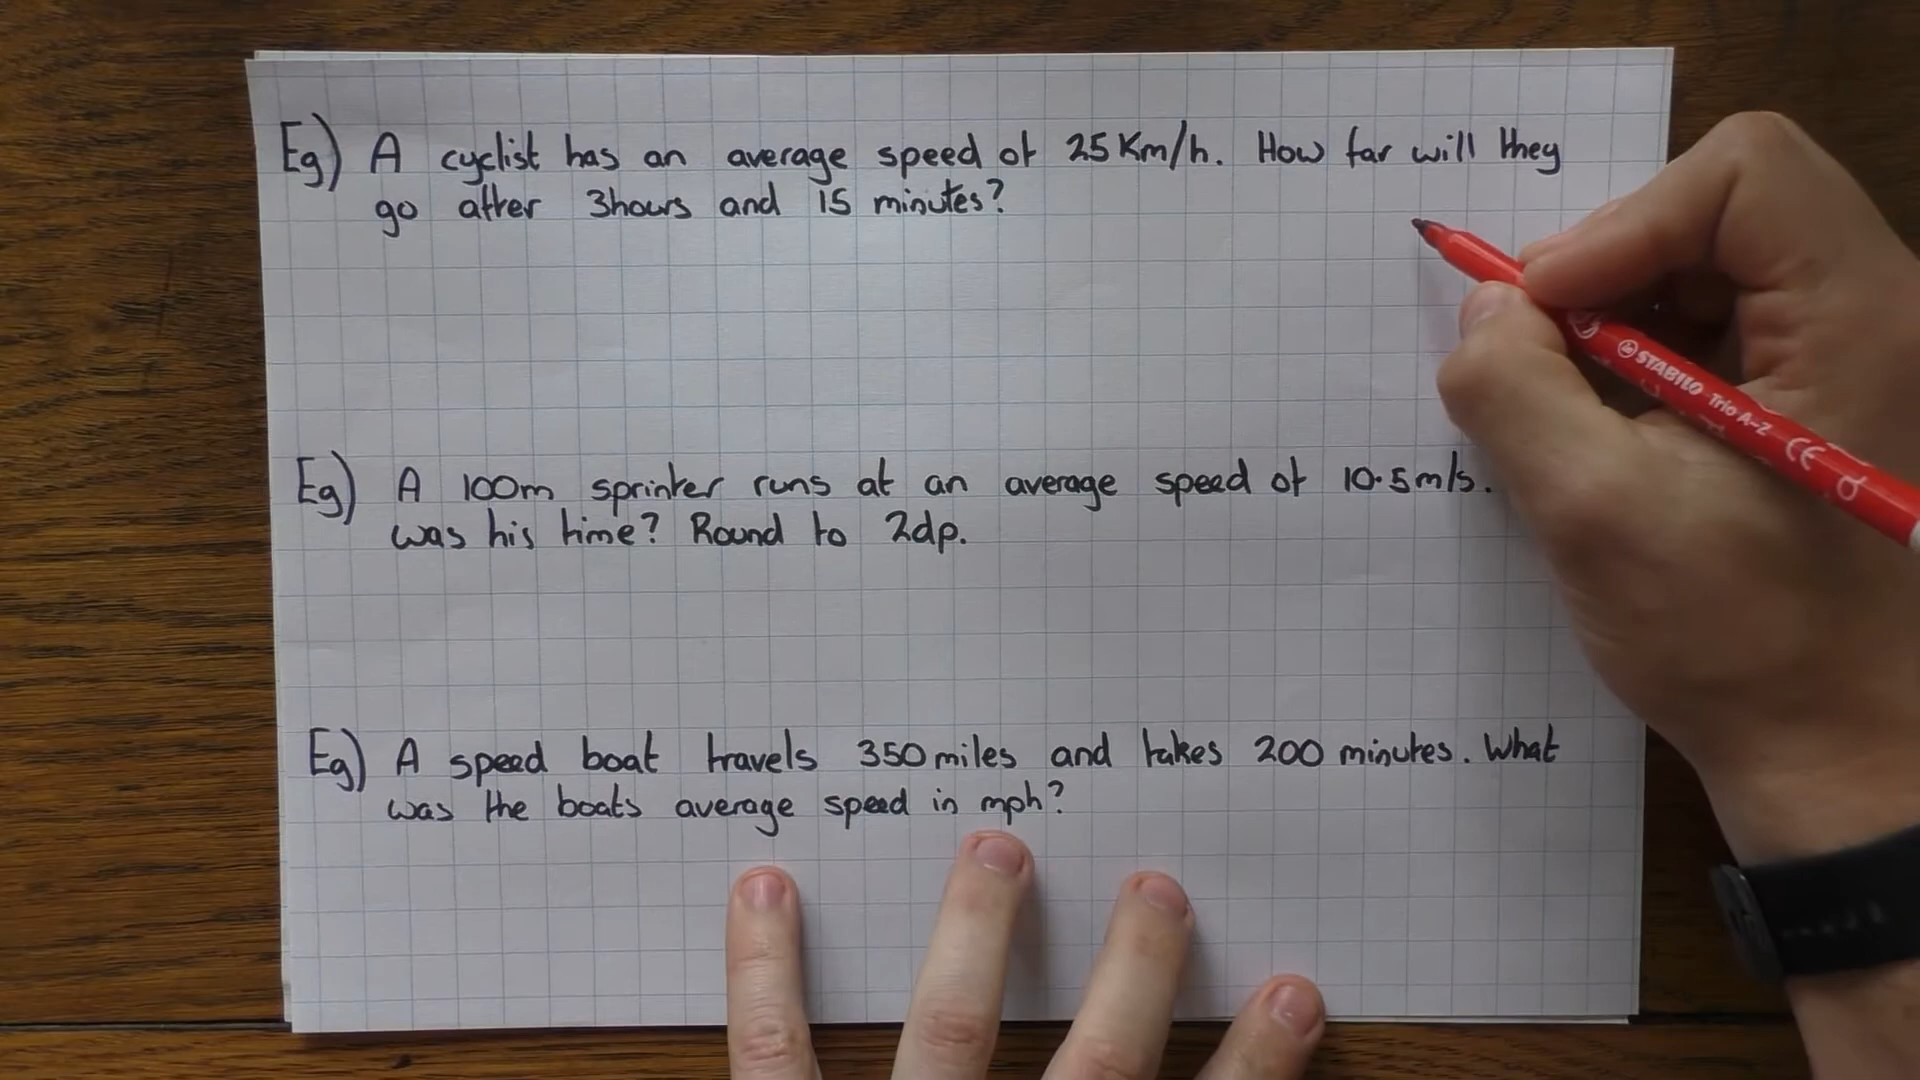 Eg) A cyclist has an average speed of 25 Km/h. How far will they
go after 3hours and 15 minutes?
STABILO Trio A-Z CE
Eg) A 100m sprinter runs at an average speed of 10.5m/s.
was his time? Round to 2dp.
Eg) A speed boat travels 350 miles and takes 200 minutes. What
was the boats average speed in mph?